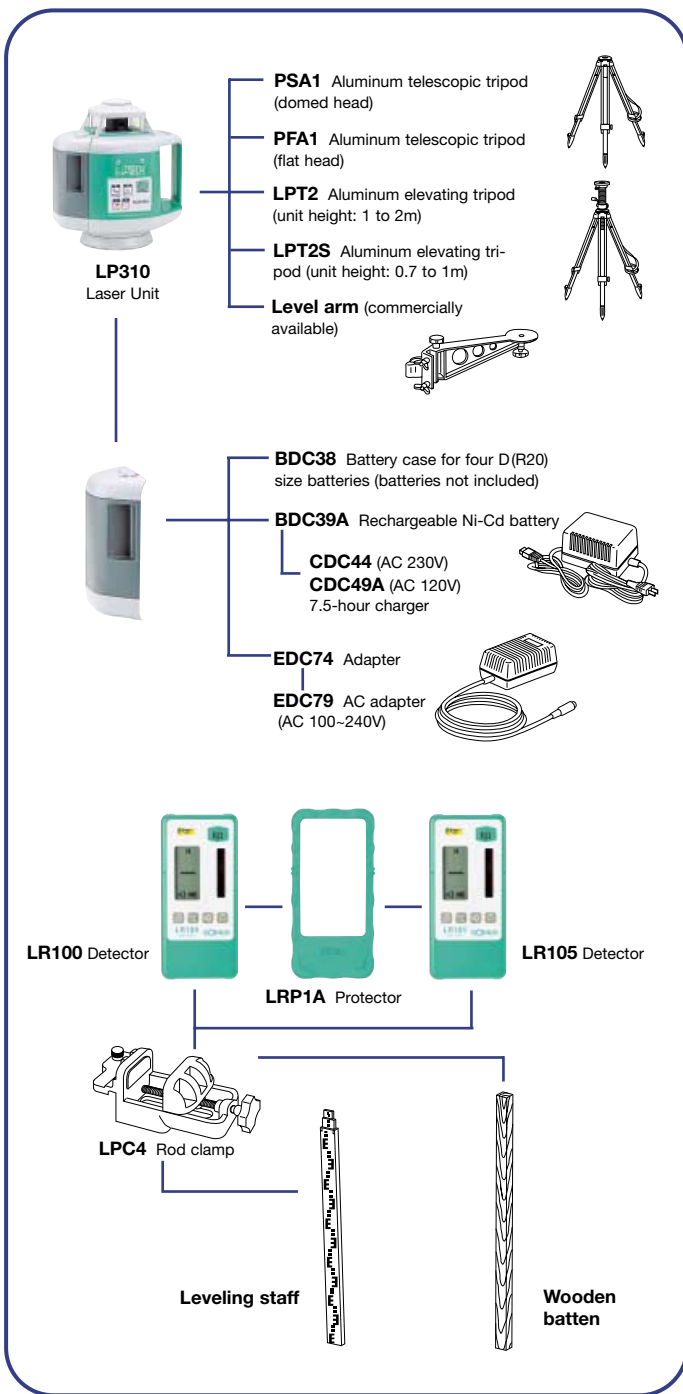 PSA1 Aluminum telescopic tripod
(domed head)
PFA1 Aluminum telescopic tripod
(flat head)
LPT2 Aluminum elevating tripod
(unit height: 1 to 2m)
LPT2S Aluminum elevating tri-
pod (unit height: 0.7 to 1m)
Level arm (commercially
available)
LP310
Laser Unit
BDC38 Battery case for four D(R20)
size batteries (batteries not included)
BDC39A Rechargeable Ni-Cd battery
CDC44 (AC 230V)
CDC49A (AC 120V)
7.5-hour charger
EDC74 Adapter
EDC79 AC adapter
(AC 100~240V)
LR100 Detector
LRP1A Protector
LR105 Detector
LPC4 Rod clamp
Leveling staff
Wooden
batten